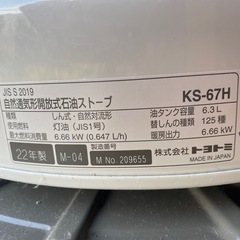 JIS S 2019
自然通気形開放式石油ストーブ KS-67H
種類 しん式・自然対流形 油タンク容量 6.3 L
使用燃料 灯油（JIS1号） 替しんの種類 第 125 種
最大燃料消費量 6.66 kW (0.647 L/h) 暖房出力 6.66 kW
22年製 M-04 製造番号 M No. 209655 株式会社 トヨトミ
MADE IN JAPAN